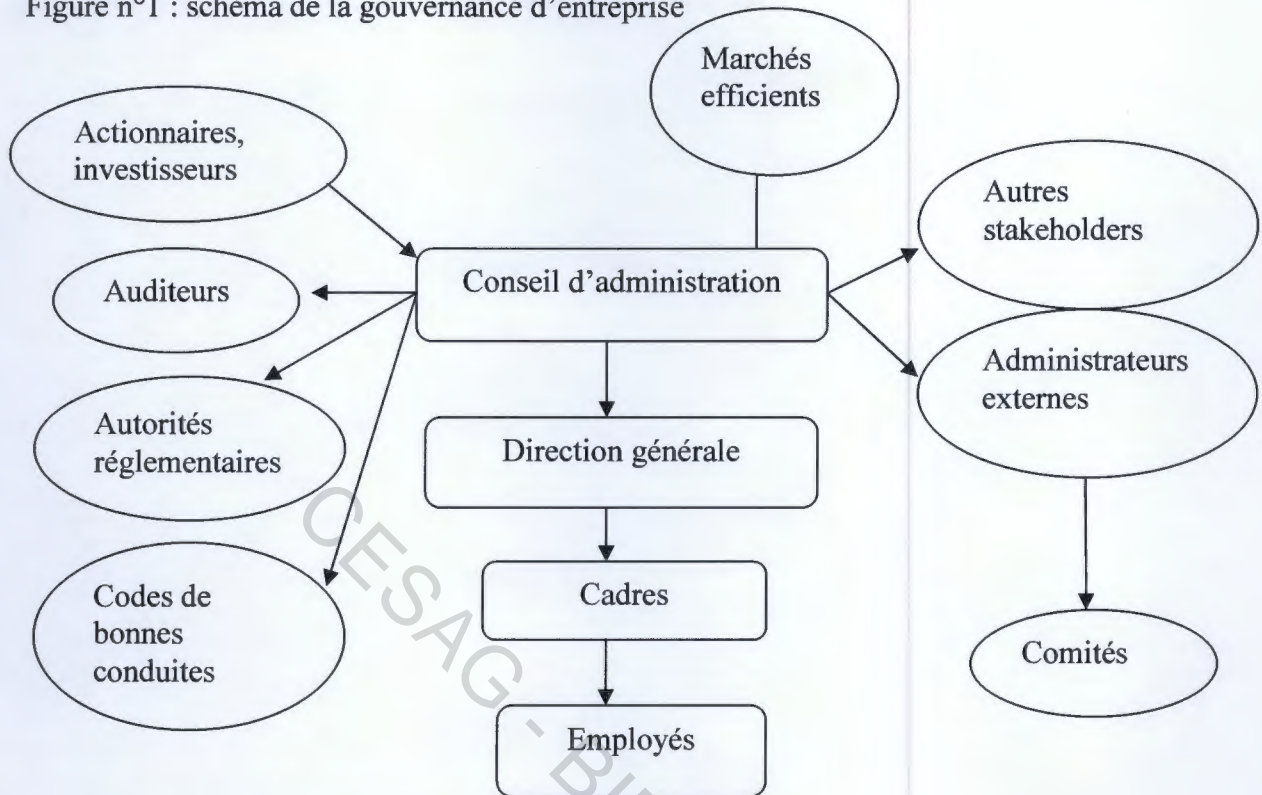 Figure n°1 : schéma de la gouvernance d'entreprise
Marchés
efficients
Actionnaires,
investisseurs
Autres
stakeholders
Auditeurs
Conseil d'administration
Administrateurs
externes
Autorités
réglementaires
Direction générale
Codes de
bonnes
conduites
Cadres
Comités
Employés
CESAG -